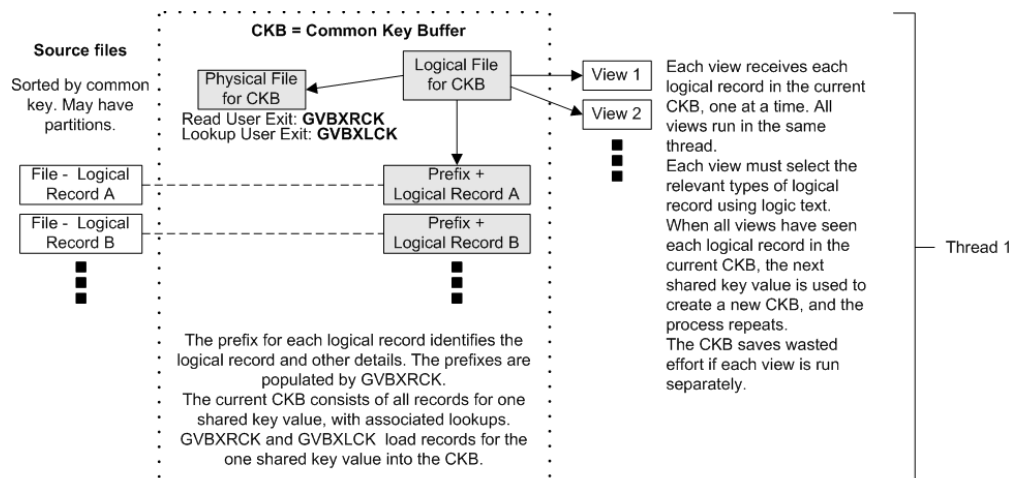 CKB = Common Key Buffer
Source files
Sorted by common
key. May have
partitions.
Physical File
for CKB
Logical File
for CKB
Read User Exit: GVBXRCK
Lookup User Exit: GVBXLCK
View 1
View 2
File - Logical
Record A
Prefix +
Logical Record A
File - Logical
Record B
Prefix +
Logical Record B
The prefix for each logical record identifies the
logical record and other details. The prefixes are
populated by GVBXRCK.
The current CKB consists of all records for one
shared key value, with associated lookups.
GVBXRCK and GVBXLCK load records for the
one shared key value into the CKB.
Each view receives each
logical record in the current
CKB, one at a time. All
views run in the same
thread.
Each view must select the
relevant types of logical
record using logic text.
When all views have seen
each logical record in the
current CKB, the next
shared key value is used to
create a new CKB, and the
process repeats.
The CKB saves wasted
effort if each view is run
separately.
Thread 1